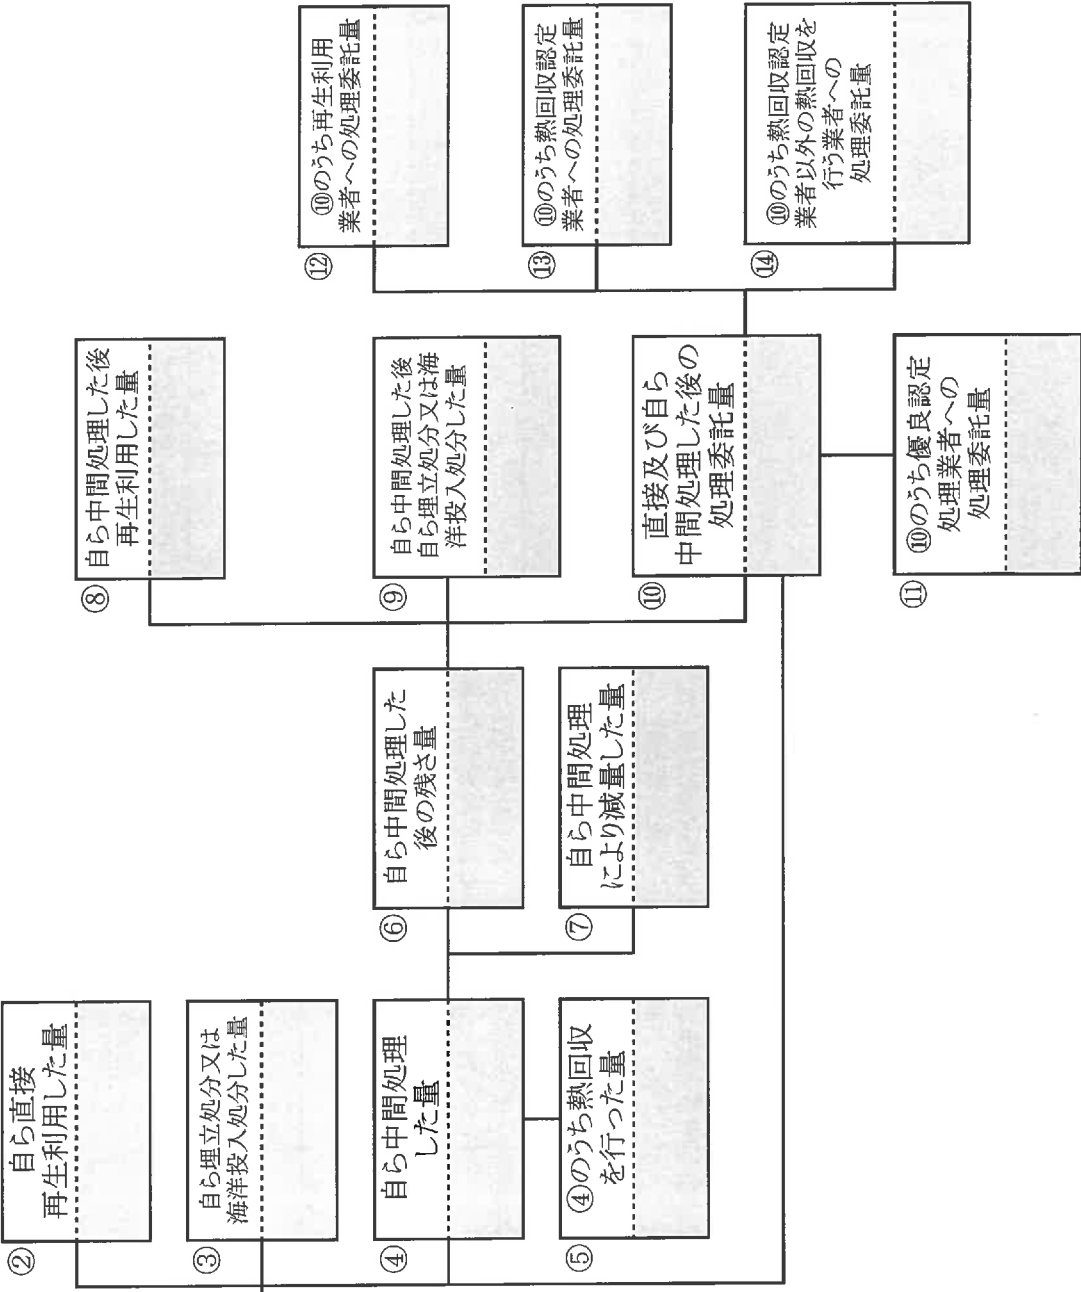 ②
自ら直接
再生利用した量
③
自ら埋立処分又は
海洋投入処分した量
④
自ら中間処理
した量
⑤
④のうち熱回収
を行った量
⑥
自ら中間処理した
後の残さ量
⑦
自ら中間処理
により減量した量
⑧
自ら中間処理した後
再生利用した量
⑨
自ら中間処理した後
自ら埋立処分又は海
洋投入処分した量
⑩
直接及び自ら
中間処理した後の
処理委託量
⑪
⑩のうち優良認定
処理業者への
処理委託量
⑫
⑩のうち再生利用
業者への処理委託量
⑬
⑩のうち熱回収認定
業者への処理委託量
⑭
⑩のうち熱回収認定
業者以外の熱回収を
行う業者への
処理委託量